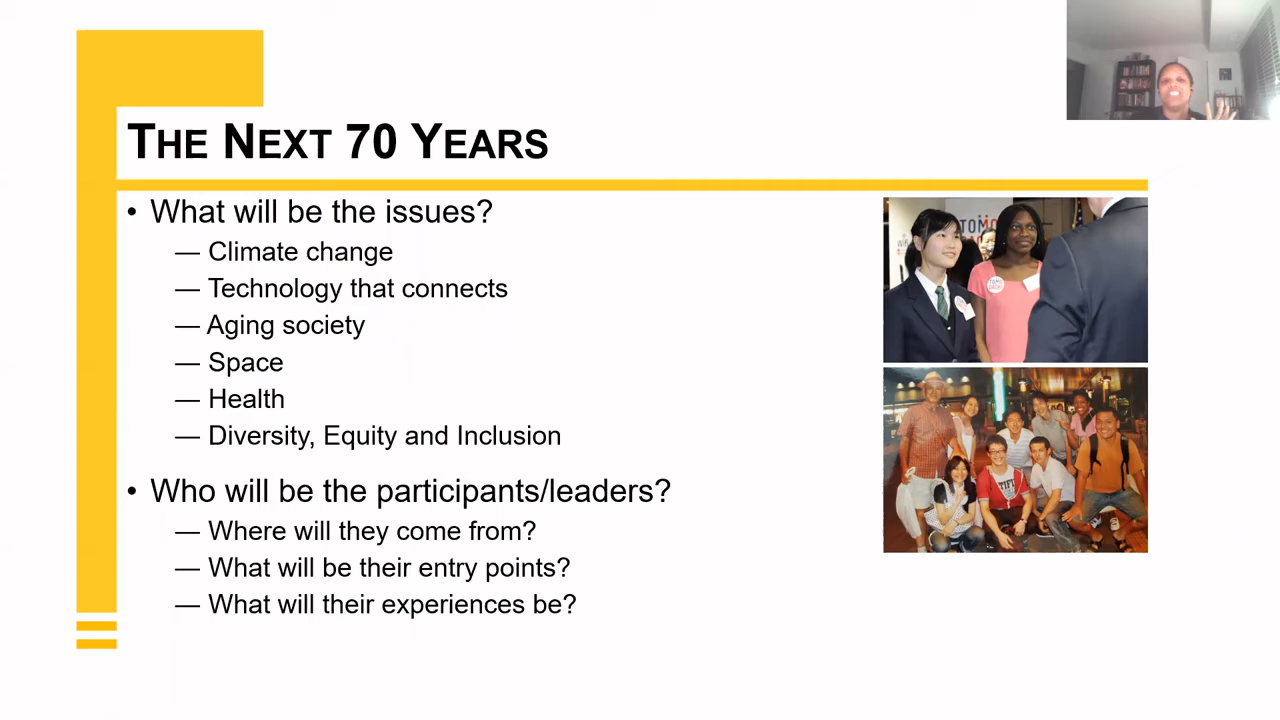 THE NEXT 70 YEARS
• What will be the issues?
— Climate change
— Technology that connects
— Aging society
— Space
— Health
— Diversity, Equity and Inclusion
• Who will be the participants/leaders?
— Where will they come from?
— What will be their entry points?
— What will their experiences be?
TOMO